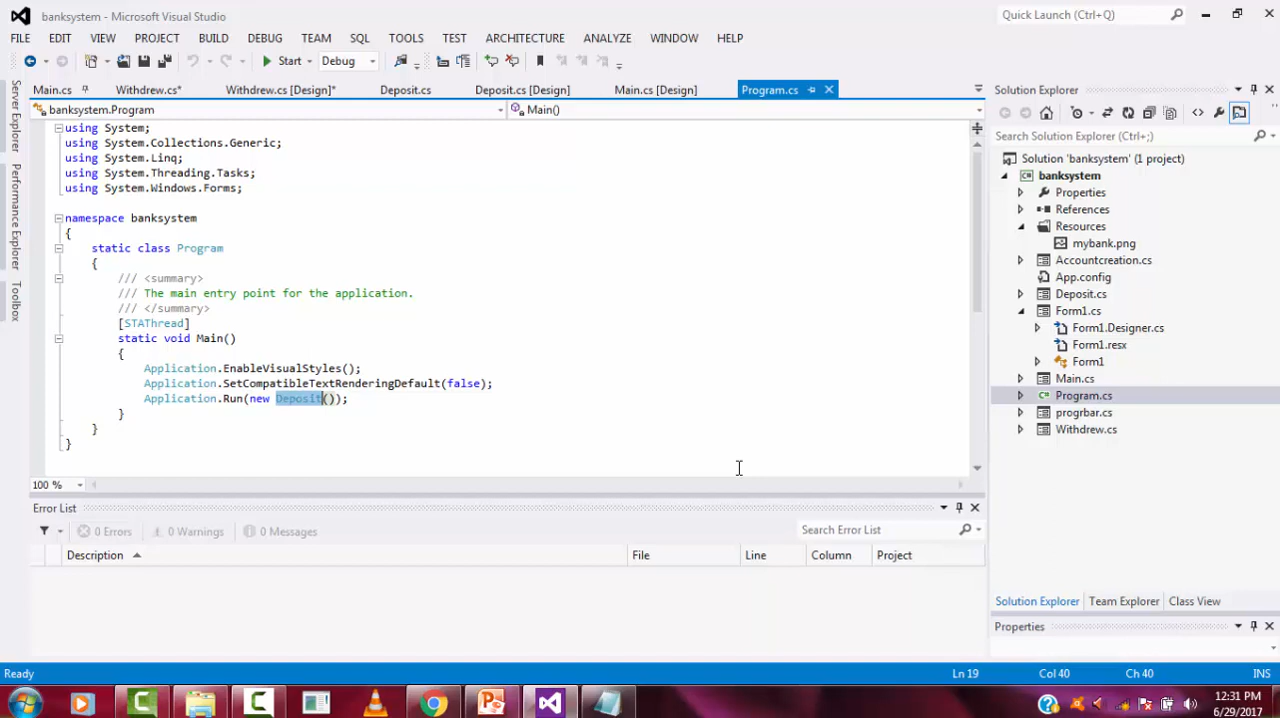 banksystem - Microsoft Visual Studio
Quick Launch (Ctrl+Q)
FILE EDIT VIEW PROJECT BUILD DEBUG TEAM SQL TOOLS TEST ARCHITECTURE ANALYZE WINDOW HELP
Start Debug
Server Explorer
Performance Explorer
Toolbox
Main.cs Withdrew.cs* Withdrew.cs [Design]* Deposit.cs Deposit.cs [Design] Main.cs [Design] Program.cs
banksystem.Program Main()
using System;
using System.Collections.Generic;
using System.Linq;
using System.Threading.Tasks;
using System.Windows.Forms;
namespace banksystem
{
static class Program
{
/// <summary>
/// The main entry point for the application.
/// </summary>
[STAThread]
static void Main()
{
Application.EnableVisualStyles();
Application.SetCompatibleTextRenderingDefault(false);
Application.Run(new Deposit());
}
}
}
100 %
Error List
0 Errors 0 Warnings 0 Messages
Search Error List
Description File Line Column Project
Solution Explorer
Search Solution Explorer (Ctrl+;)
Solution 'banksystem' (1 project)
banksystem
Properties
References
Resources
mybank.png
Accountcreation.cs
App.config
Deposit.cs
Form1.cs
Form1.Designer.cs
Form1.resx
Form1
Main.cs
Program.cs
progrbar.cs
Withdrew.cs
Solution Explorer Team Explorer Class View
Properties
Ready Ln 19 Col 40 Ch 40 INS
12:31 PM
6/29/2017